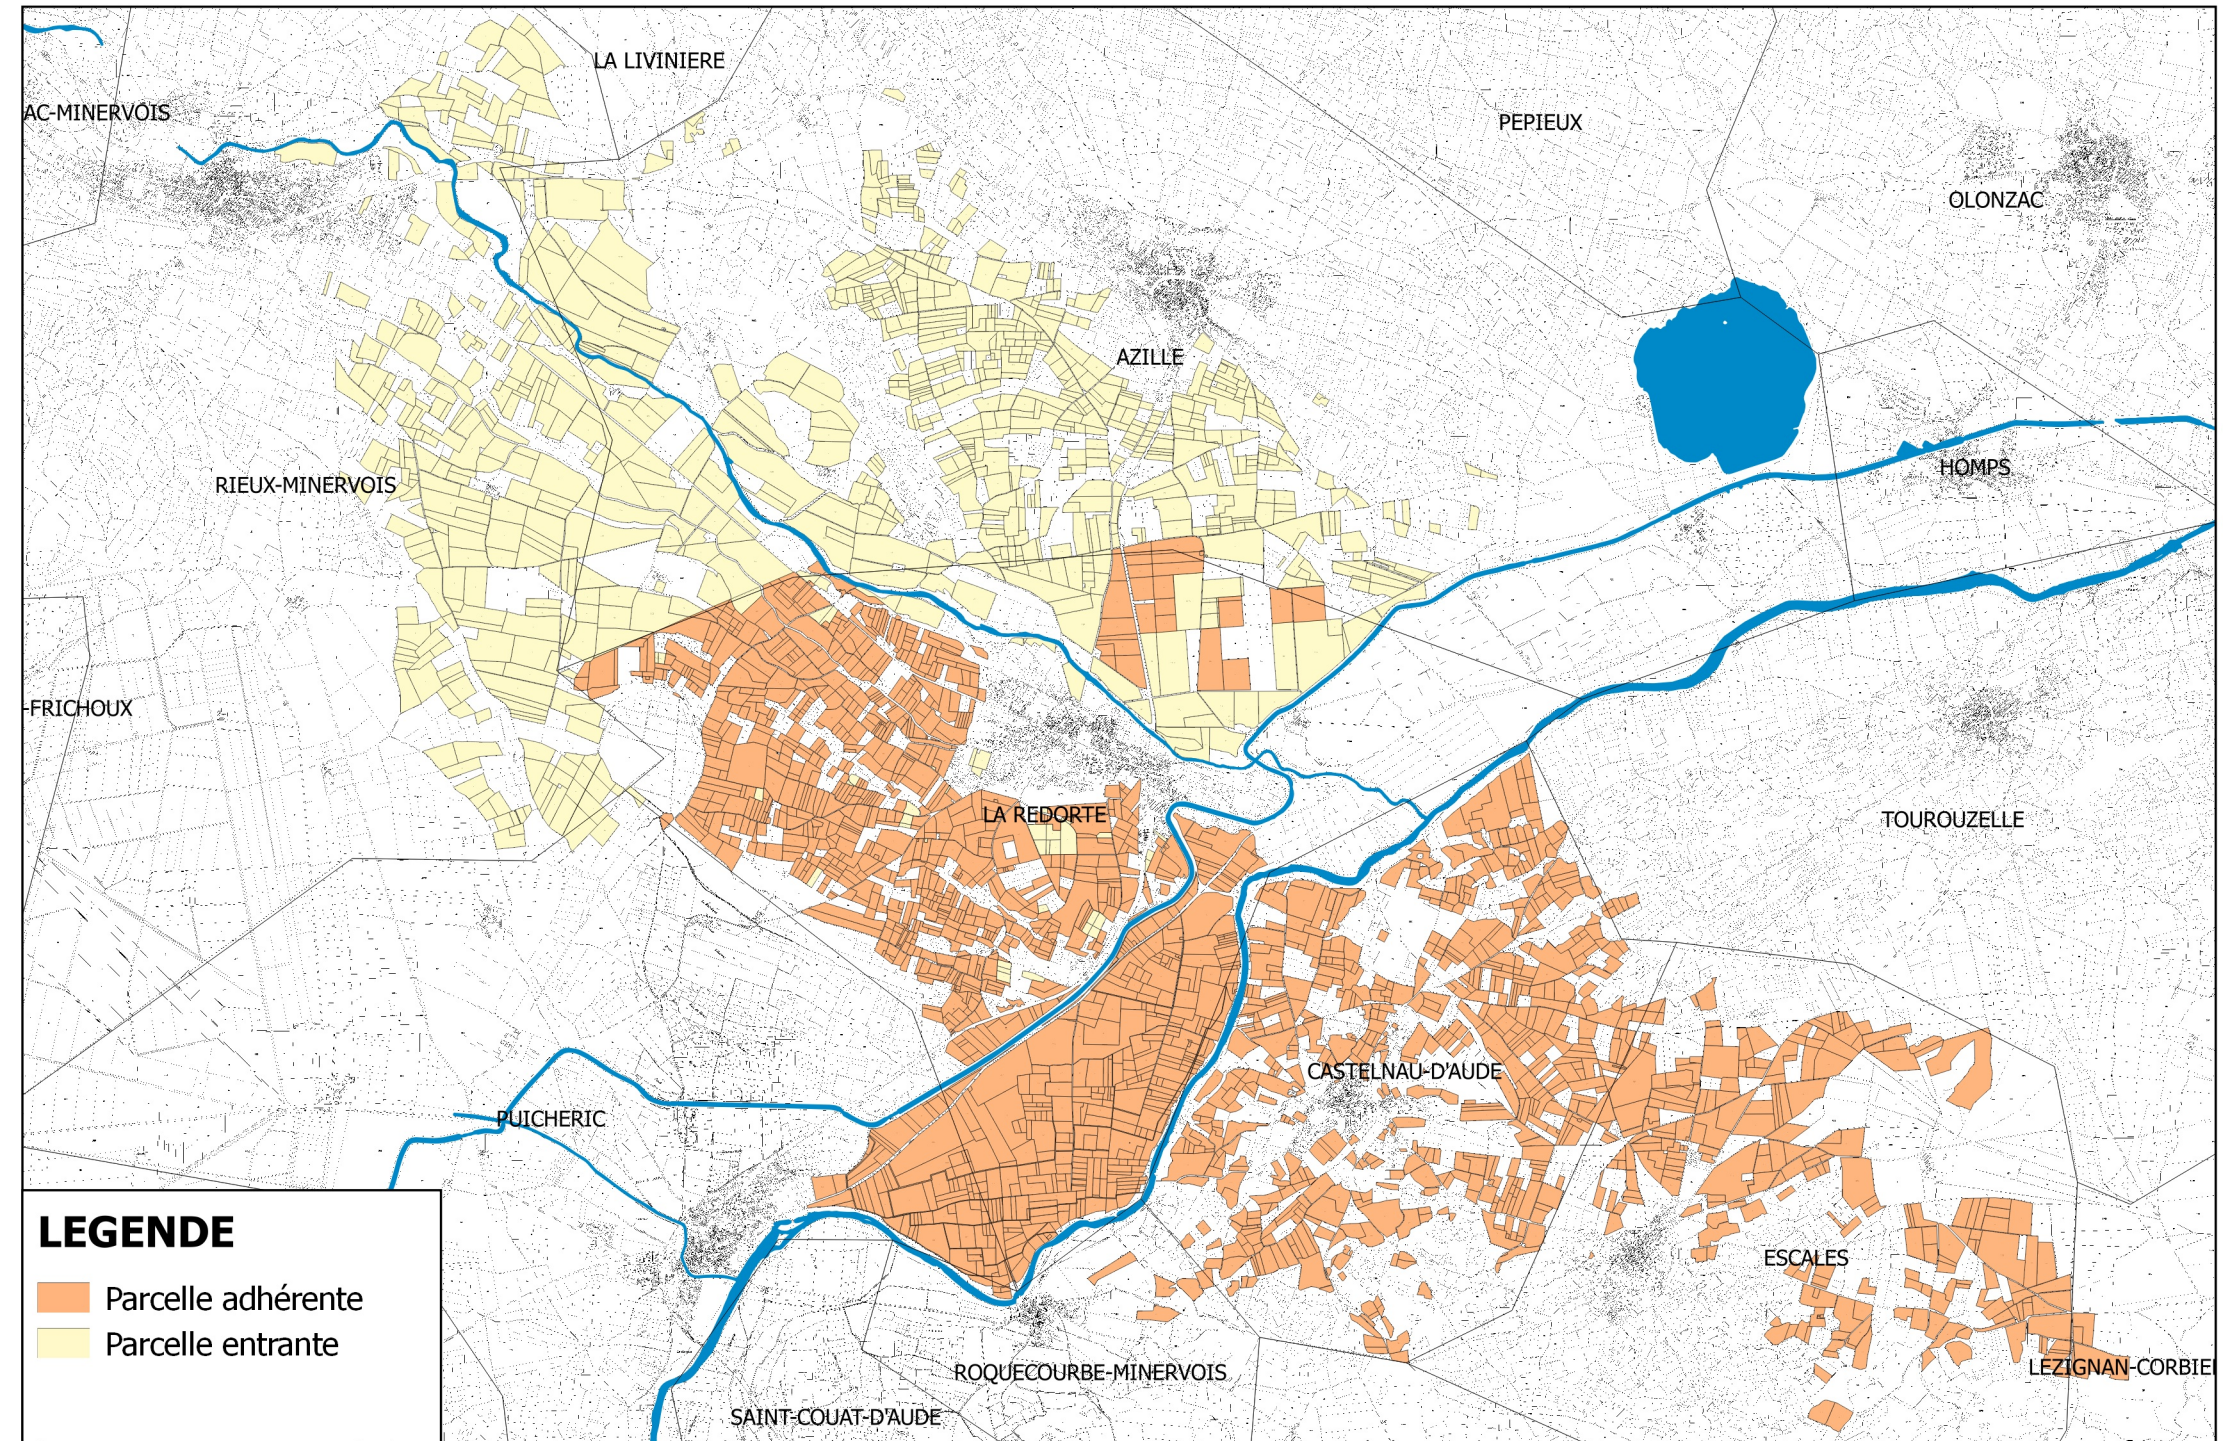 LA LIVINIERE
AC-MINERVOIS
PEPIEUX
OLONZAC
AZILLE
HOMPS
RIEUX-MINERVOIS
-FRICHOUX
LA REDORTE
TOUROUZELLE
CASTELNAU-D'AUDE
PUICHERIC
ESCALES
LEZIGNAN-CORBIE
ROQUECOURBE-MINERVOIS
SAINT-COUAT-D'AUDE
LEGENDE
Parcelle adhérente
Parcelle entrante